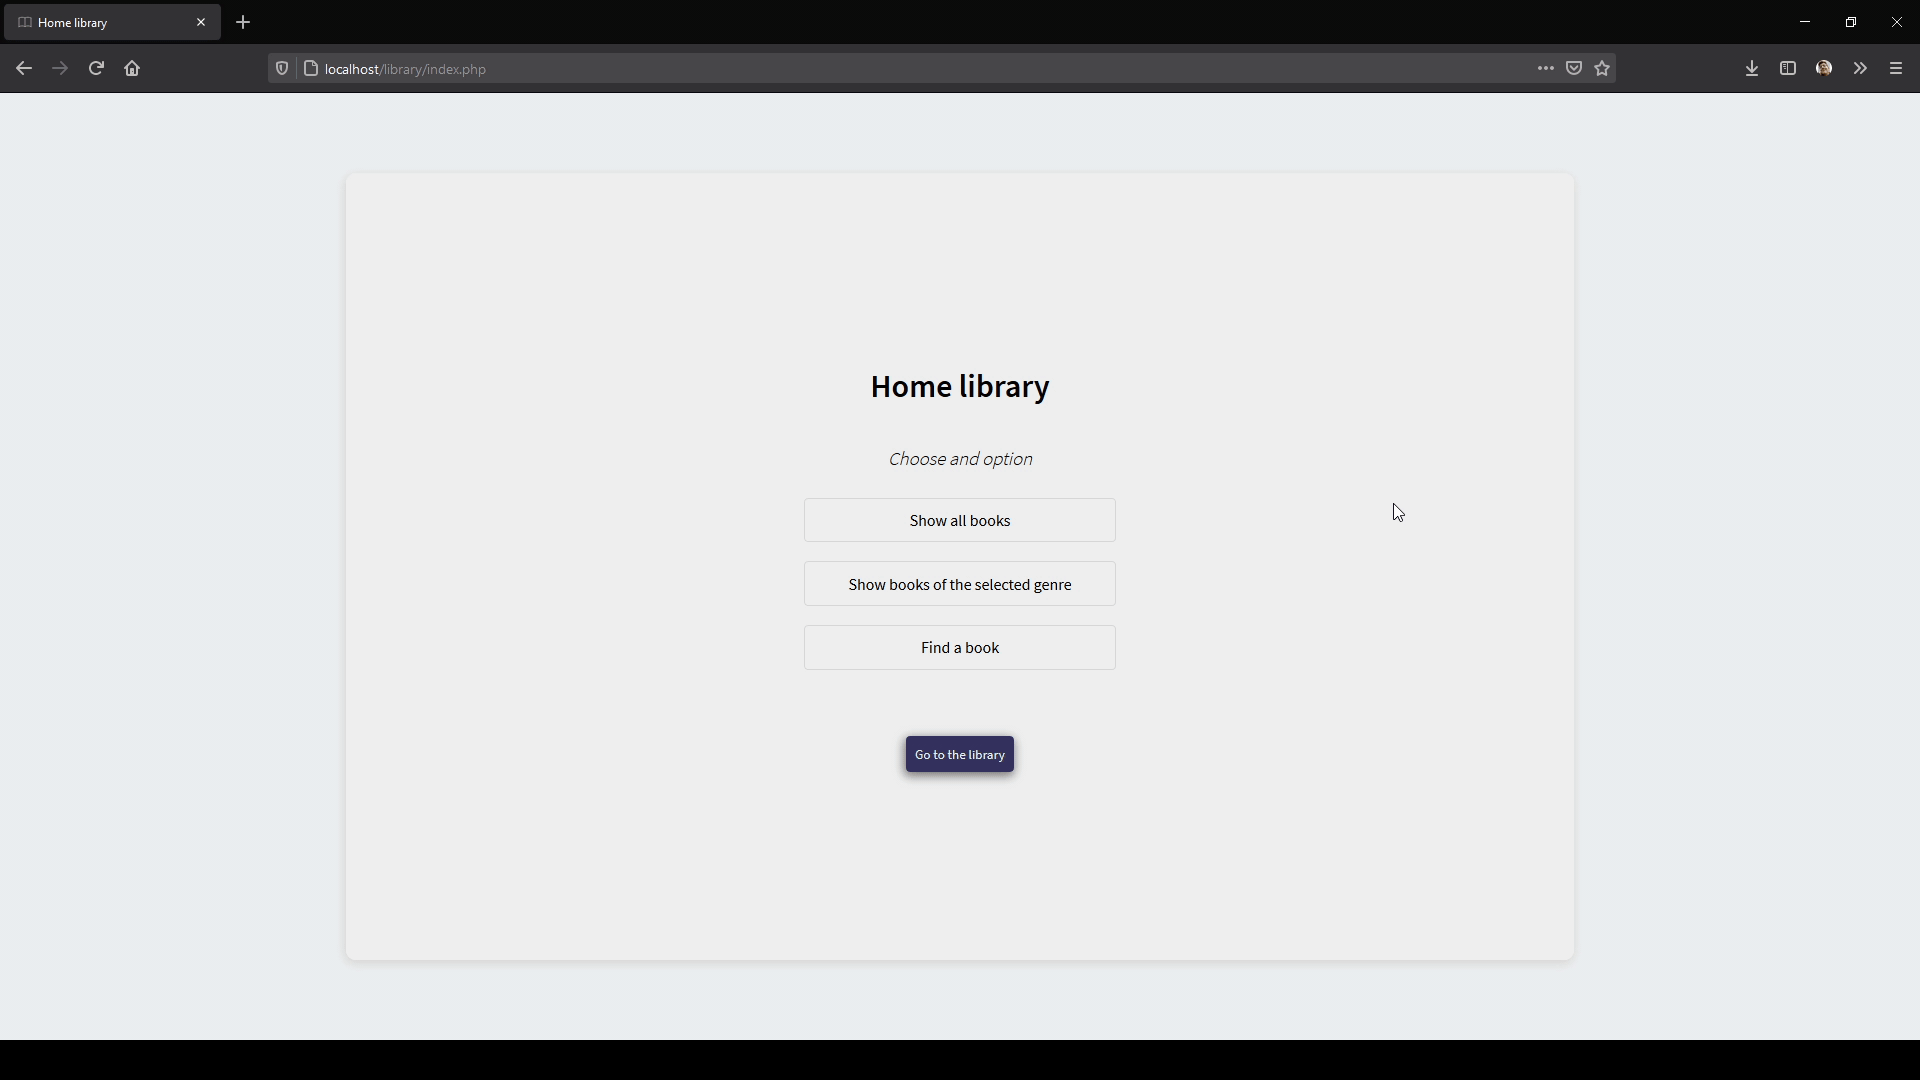 Home library
localhost/library/index.php
Home library
Choose and option
Show all books
Show books of the selected genre
Find a book
Go to the library